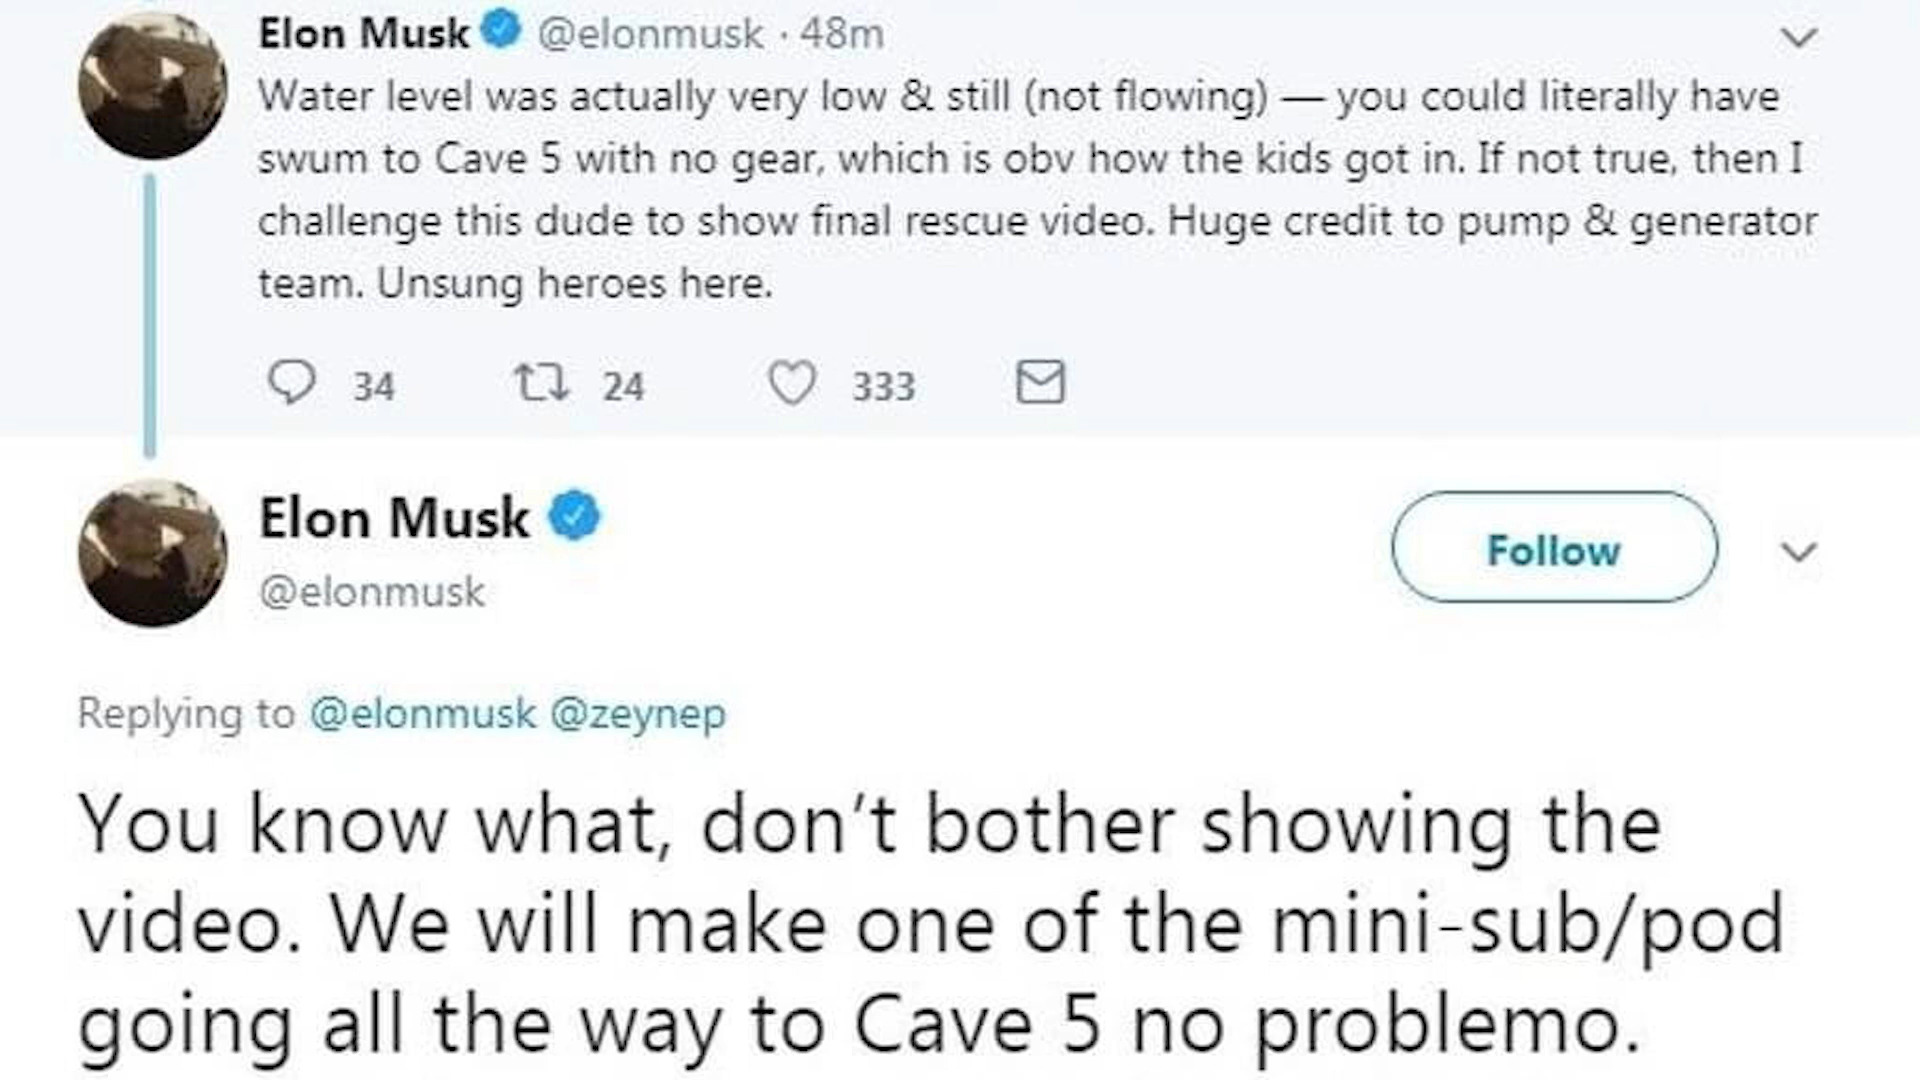 Elon Musk @elonmusk · 48m
Water level was actually very low & still (not flowing) — you could literally have
swum to Cave 5 with no gear, which is obv how the kids got in. If not true, then I
challenge this dude to show final rescue video. Huge credit to pump & generator
team. Unsung heroes here.
34 24 333
Elon Musk
@elonmusk
Follow
Replying to @elonmusk @zeynep
You know what, don’t bother showing the
video. We will make one of the mini-sub/pod
going all the way to Cave 5 no problemo.